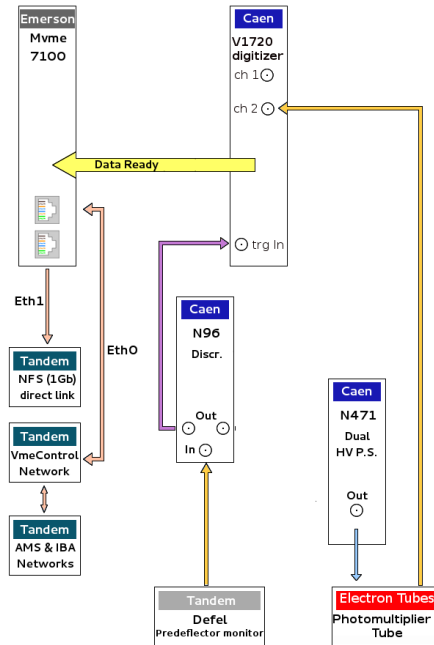 Emerson
Mvme
7100
Caen
V1720
digitizer
ch 1
ch 2
Data Ready
trg In
Eth1
Eth0
Caen
N96
Discr.
Out
In
Tandem
NFS (1Gb)
direct link
Tandem
VmeControl
Network
Tandem
AMS & IBA
Networks
Caen
N471
Dual
HV P.S.
Out
Tandem
Defel
Predeflector monitor
Electron Tubes
Photomultiplier
Tube